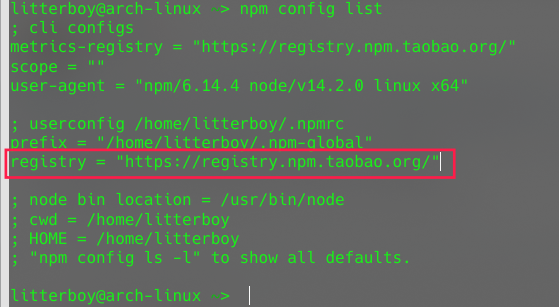 litterboy@arch-linux ~> npm config list
; cli configs
metrics-registry = "https://registry.npm.taobao.org/"
scope = ""
user-agent = "npm/6.14.4 node/v14.2.0 linux x64"
; userconfig /home/litterboy/.npmrc
prefix = "/home/litterboy/.npm-global"
registry = "https://registry.npm.taobao.org/"
; node bin location = /usr/bin/node
; cwd = /home/litterboy
; HOME = /home/litterboy
; "npm config ls -l" to show all defaults.
litterboy@arch-linux ~>